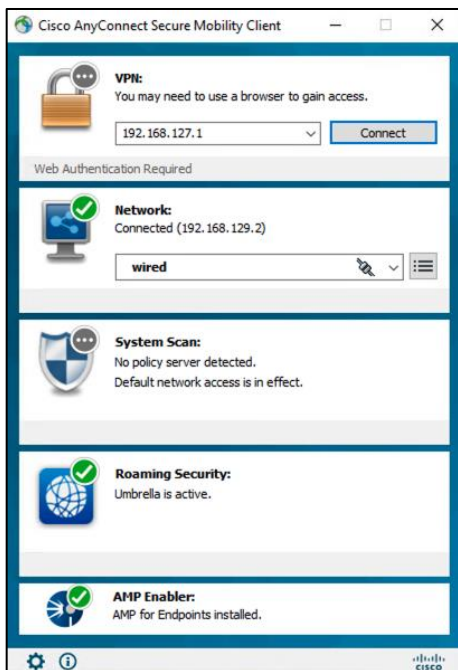 Cisco AnyConnect Secure Mobility Client
VPN:
You may need to use a browser to gain access.
192.168.127.1
Connect
Web Authentication Required
Network:
Connected (192.168.129.2)
wired
System Scan:
No policy server detected.
Default network access is in effect.
Roaming Security:
Umbrella is active.
AMP Enabler:
AMP for Endpoints installed.
CISCO